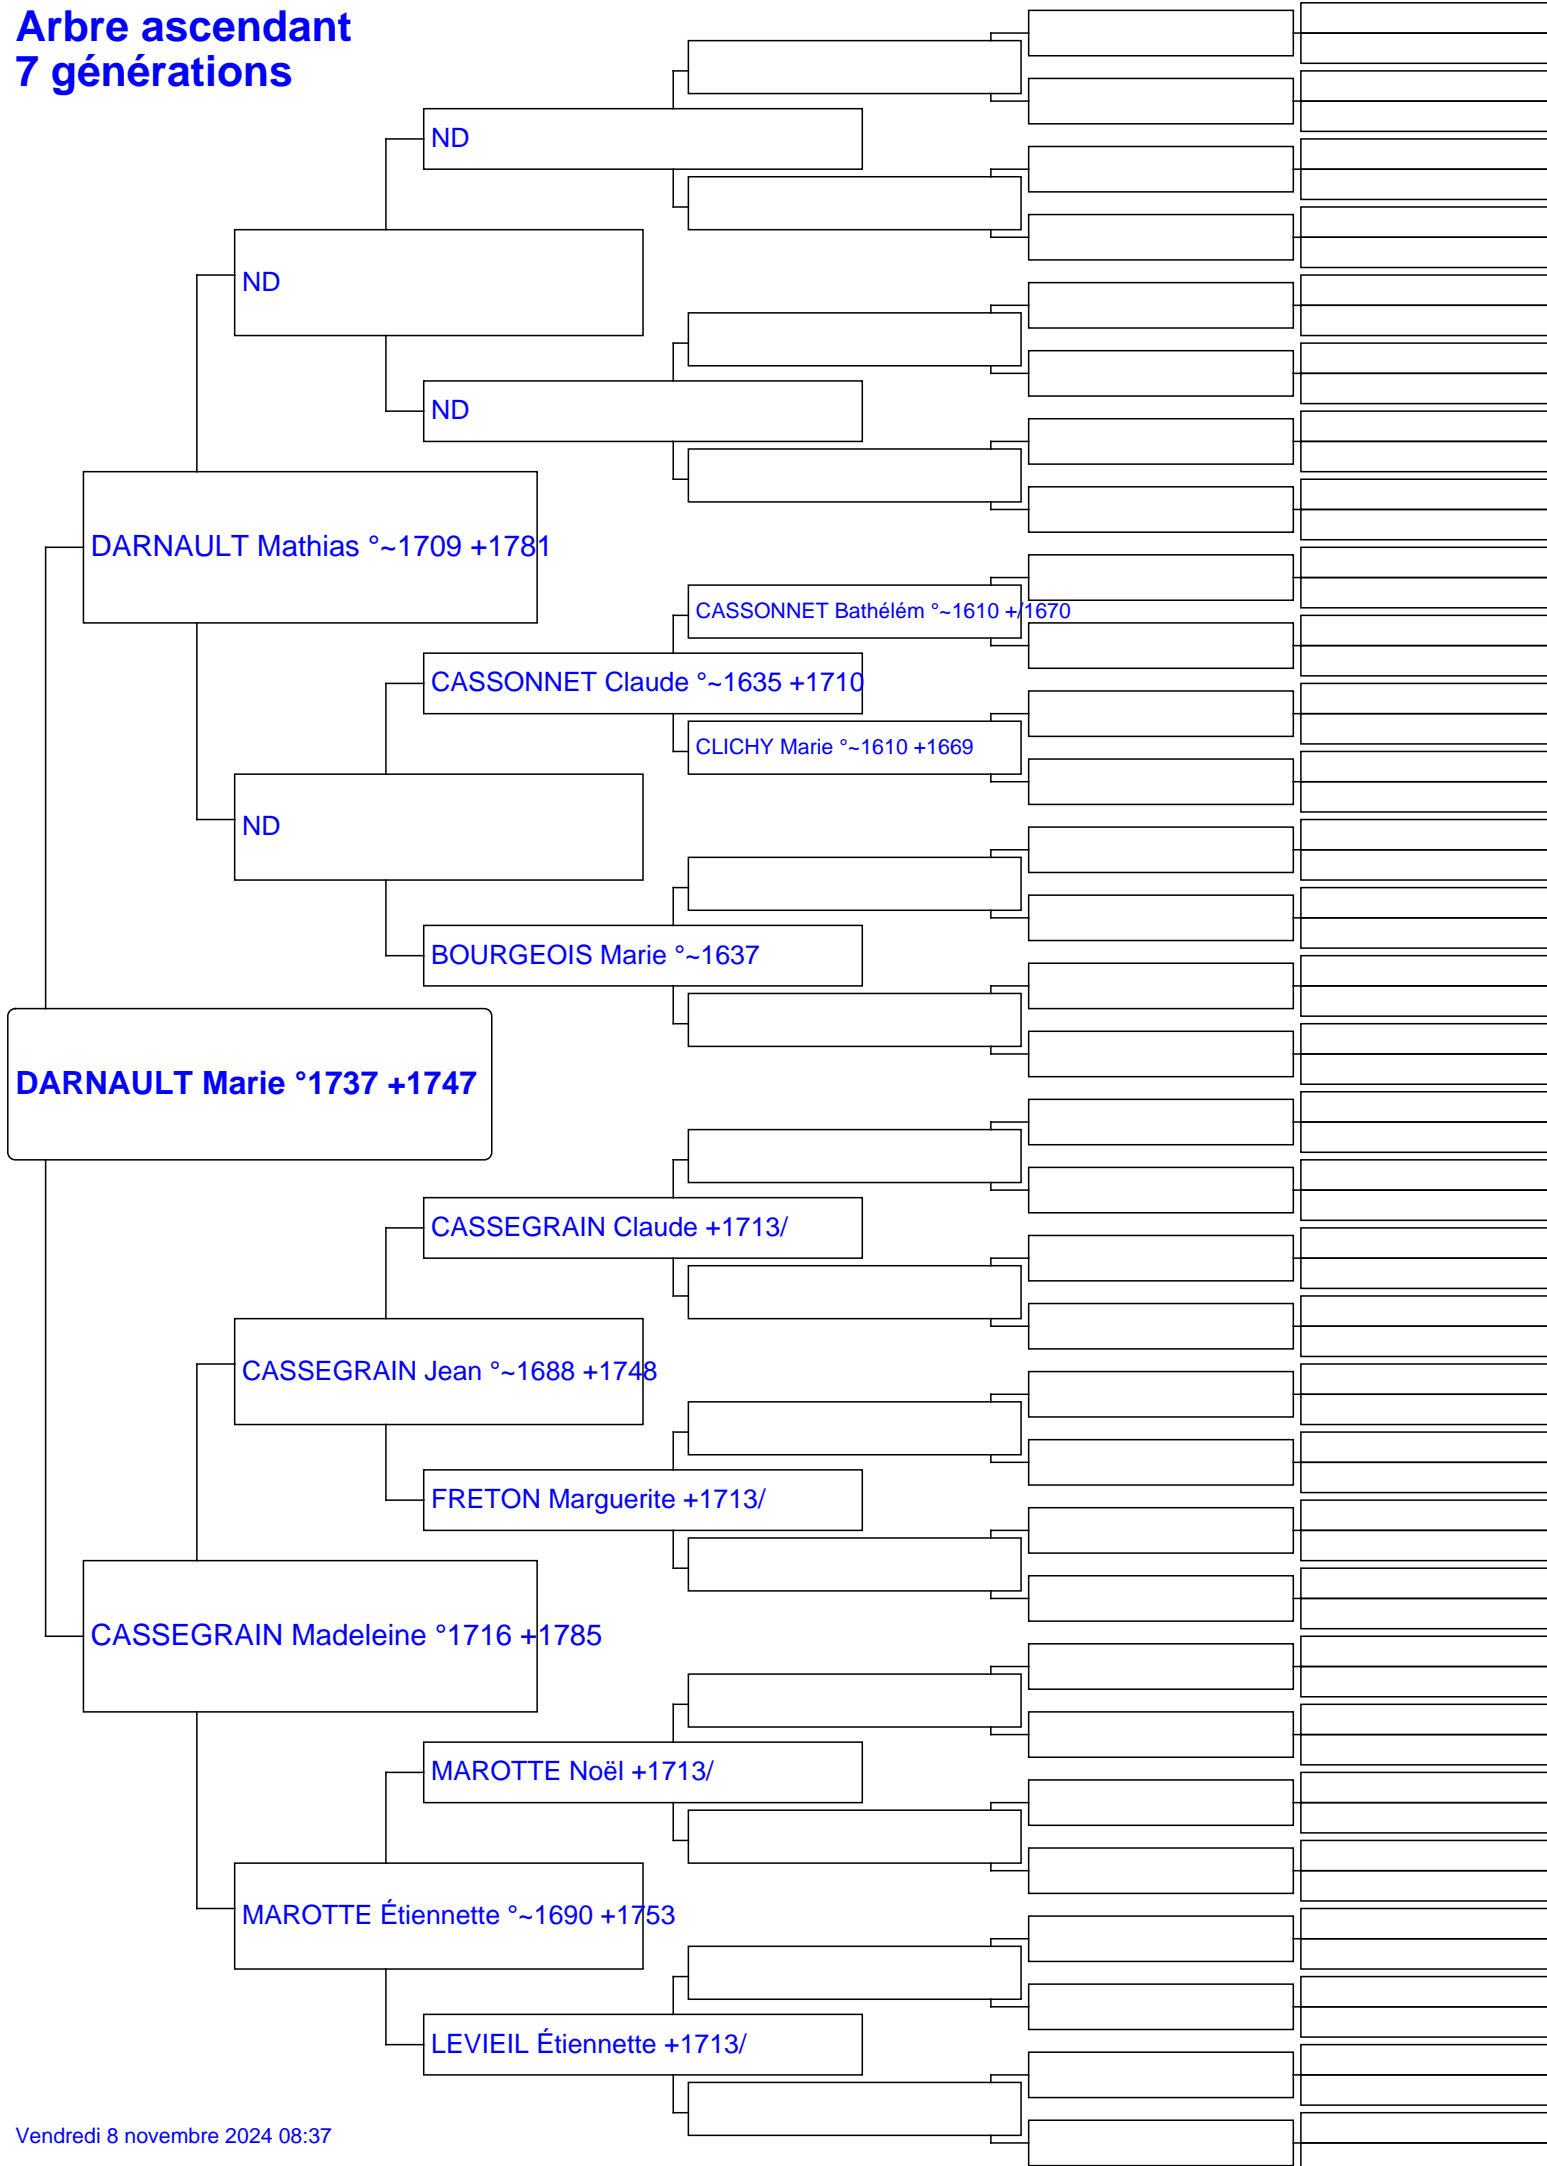 Arbre ascendant
7 générations
ND
ND
ND
DARNAULT Mathias °~1709 +1781
CASSONNET Bathélém °~1610 +/1670
CASSONNET Claude °~1635 +1710
CLICHY Marie °~1610 +1669
ND
BOURGEOIS Marie °~1637
DARNAULT Marie °1737 +1747
CASSEGRAIN Claude +1713/
CASSEGRAIN Jean °~1688 +1748
FRETON Marguerite +1713/
CASSEGRAIN Madeleine °1716 +1785
MAROTTE Noël +1713/
MAROTTE Étiennette °~1690 +1753
LEVIEIL Étiennette +1713/
Vendredi 8 novembre 2024 08:37